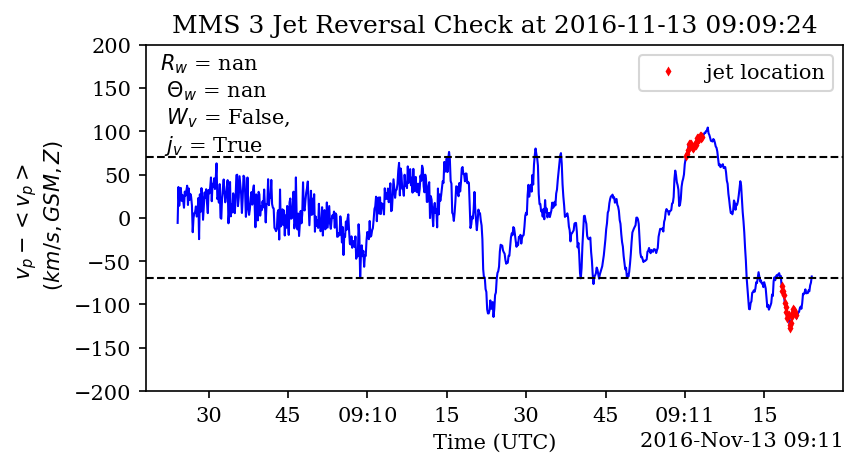 MMS 3 Jet Reversal Check at 2016-11-13 09:09:24
R_w = nan
Θ_w = nan
W_v = False,
j_v = True
jet location
v_p − < v_p >
(km/s, GSM, Z)
200
150
100
50
0
−50
−100
−150
−200
30 45 09:10 15 30 45 09:11 15
Time (UTC)
2016-Nov-13 09:11